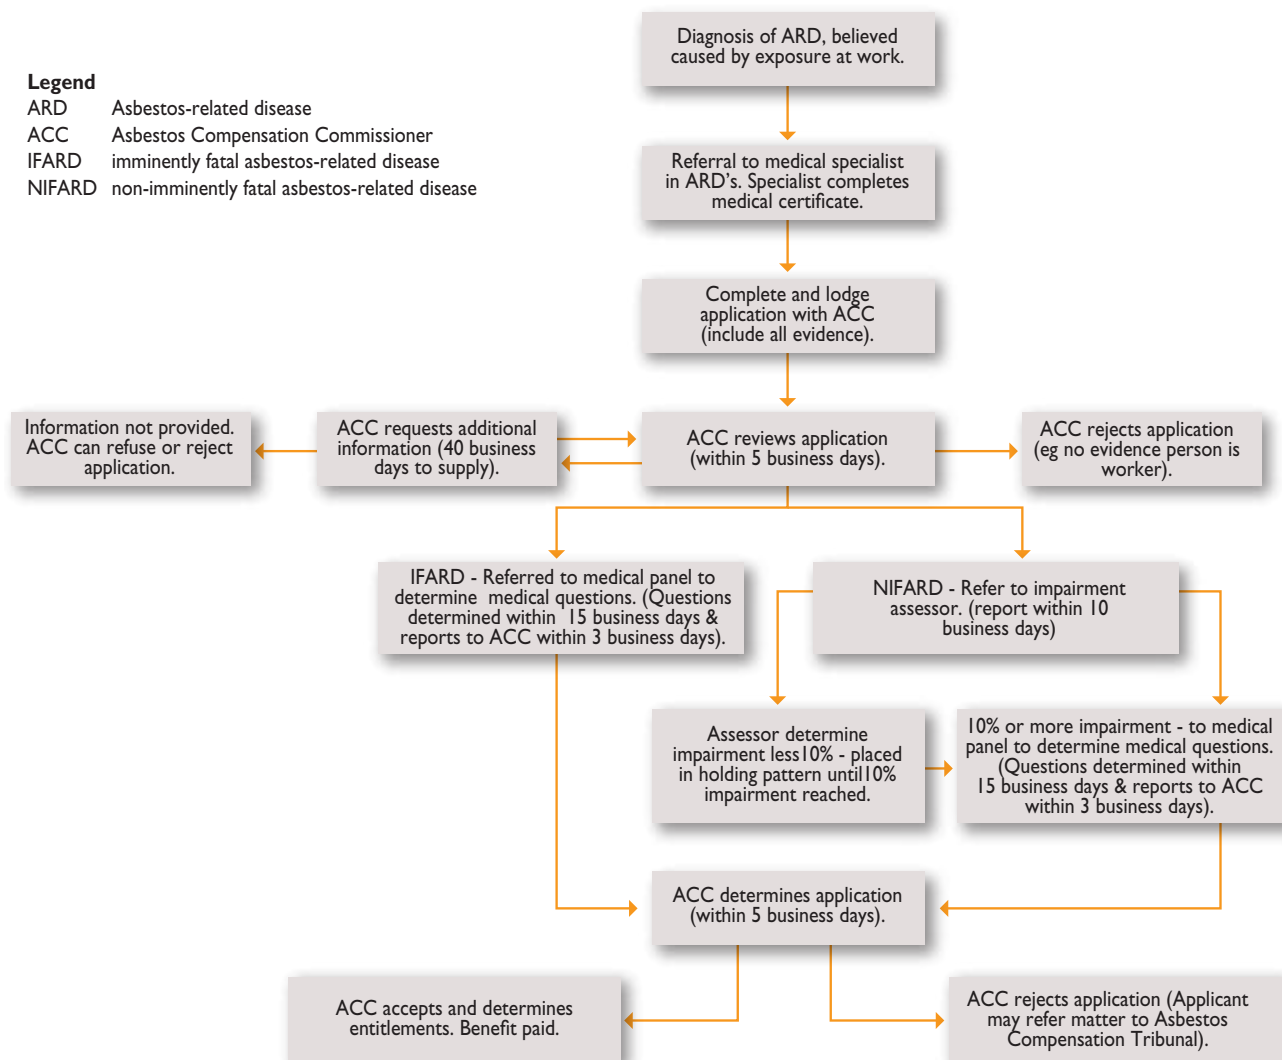 Diagnosis of ARD, believed
caused by exposure at work.
Legend
ARD Asbestos-related disease
ACC Asbestos Compensation Commissioner
IFARD imminently fatal asbestos-related disease
NIFARD non-imminently fatal asbestos-related disease
Referral to medical specialist
in ARD's. Specialist completes
medical certificate.
Complete and lodge
application with ACC
(include all evidence).
Information not provided.
ACC can refuse or reject
application.
ACC requests additional
information (40 business
days to supply).
ACC reviews application
(within 5 business days).
ACC rejects application
(eg no evidence person is
worker).
IFARD - Referred to medical panel to
determine medical questions. (Questions
determined within 15 business days &
reports to ACC within 3 business days).
NIFARD - Refer to impairment
assessor. (report within 10
business days)
Assessor determine
impairment less10% - placed
in holding pattern until10%
impairment reached.
10% or more impairment - to medical
panel to determine medical questions.
(Questions determined within
15 business days & reports to ACC
within 3 business days).
ACC determines application
(within 5 business days).
ACC accepts and determines
entitlements. Benefit paid.
ACC rejects application (Applicant
may refer matter to Asbestos
Compensation Tribunal).